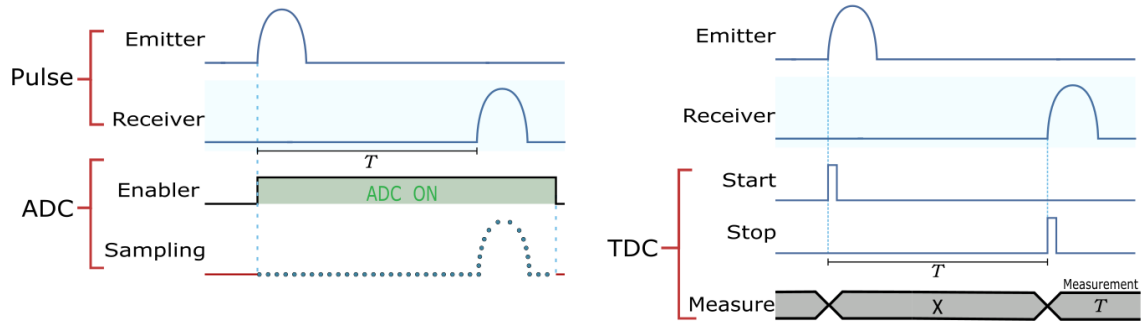 Pulse
Emitter
Receiver
T
ADC
Enabler
ADC ON
Sampling
Emitter
Receiver
TDC
Start
Stop
T
Measure
X
Measurement
T